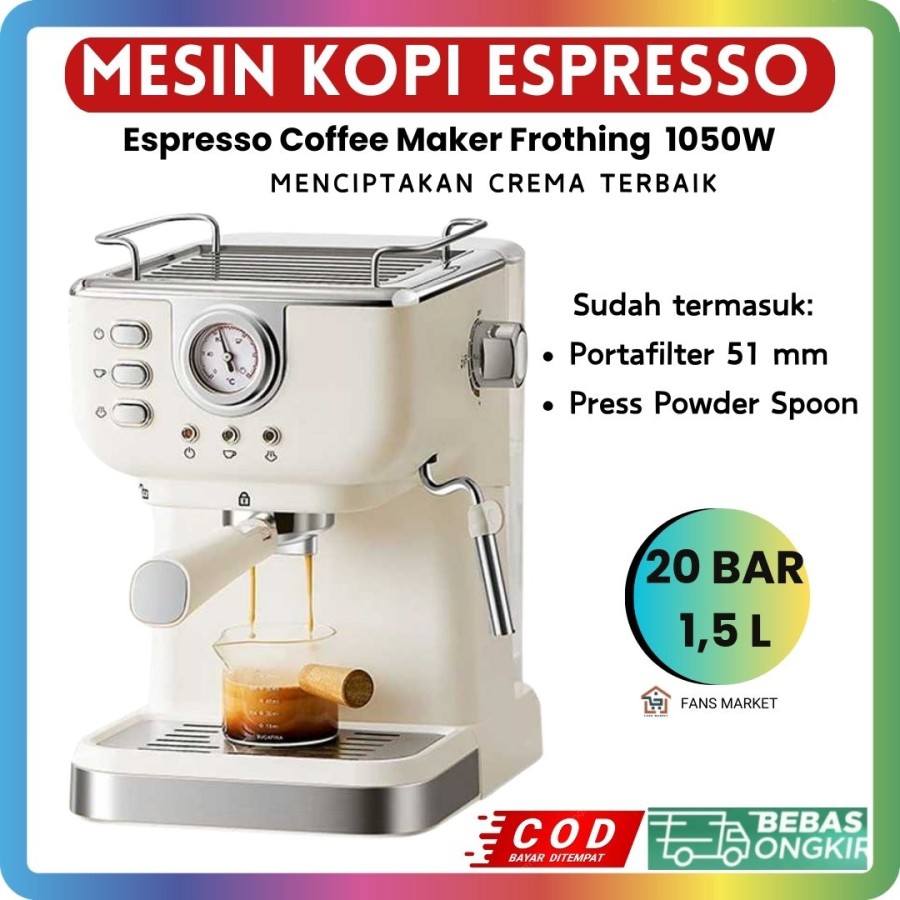 MESIN KOPI ESPRESSO
Espresso Coffee Maker Frothing 1050W
MENCIPTAKAN CREMA TERBAIK
Sudah termasuk:
• Portafilter 51 mm
• Press Powder Spoon
°C
20 BAR
1,5 L
FANS MARKET
COD
BAYAR DITEMPAT
BEBAS
ONGKIR